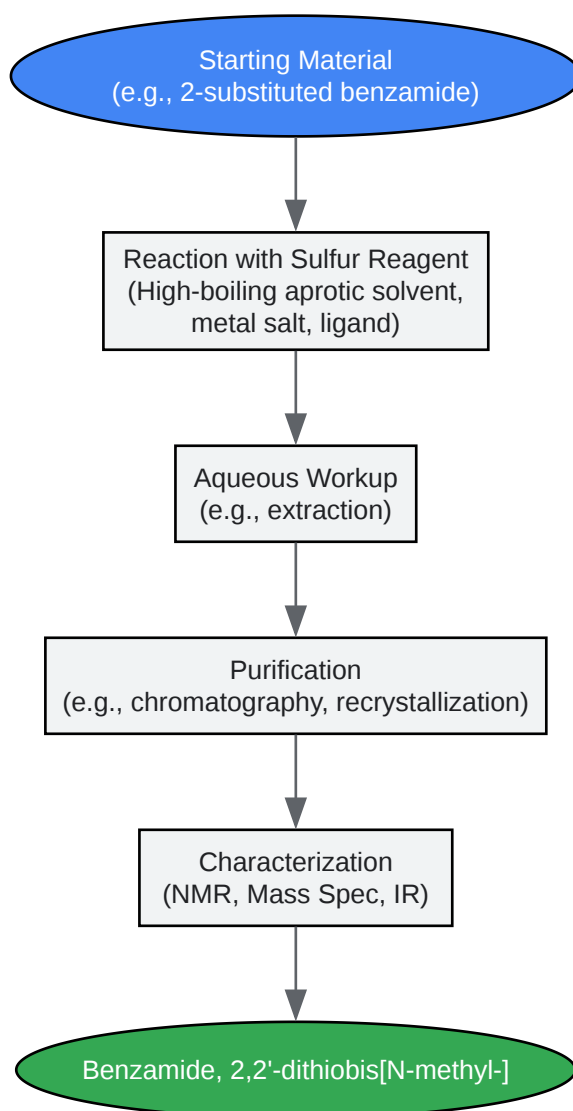 Starting Material
(e.g., 2-substituted benzamide)
Reaction with Sulfur Reagent
(High-boiling aprotic solvent,
metal salt, ligand)
Aqueous Workup
(e.g., extraction)
Purification
(e.g., chromatography, recrystallization)
Characterization
(NMR, Mass Spec, IR)
Benzamide, 2,2'-dithiobis[N-methyl-]